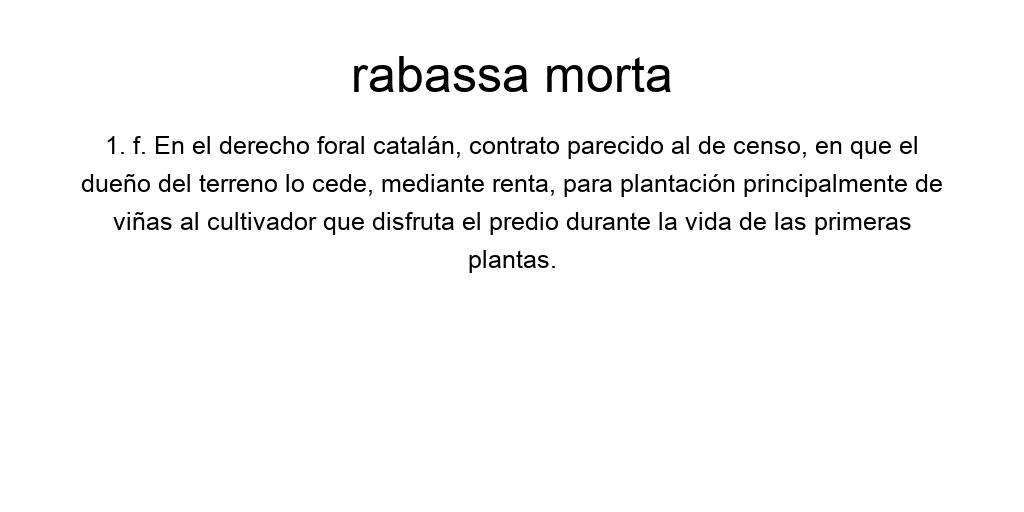 rabassa morta
1. f. En el derecho foral catalán, contrato parecido al de censo, en que el
dueño del terreno lo cede, mediante renta, para plantación principalmente de
viñas al cultivador que disfruta el predio durante la vida de las primeras
plantas.